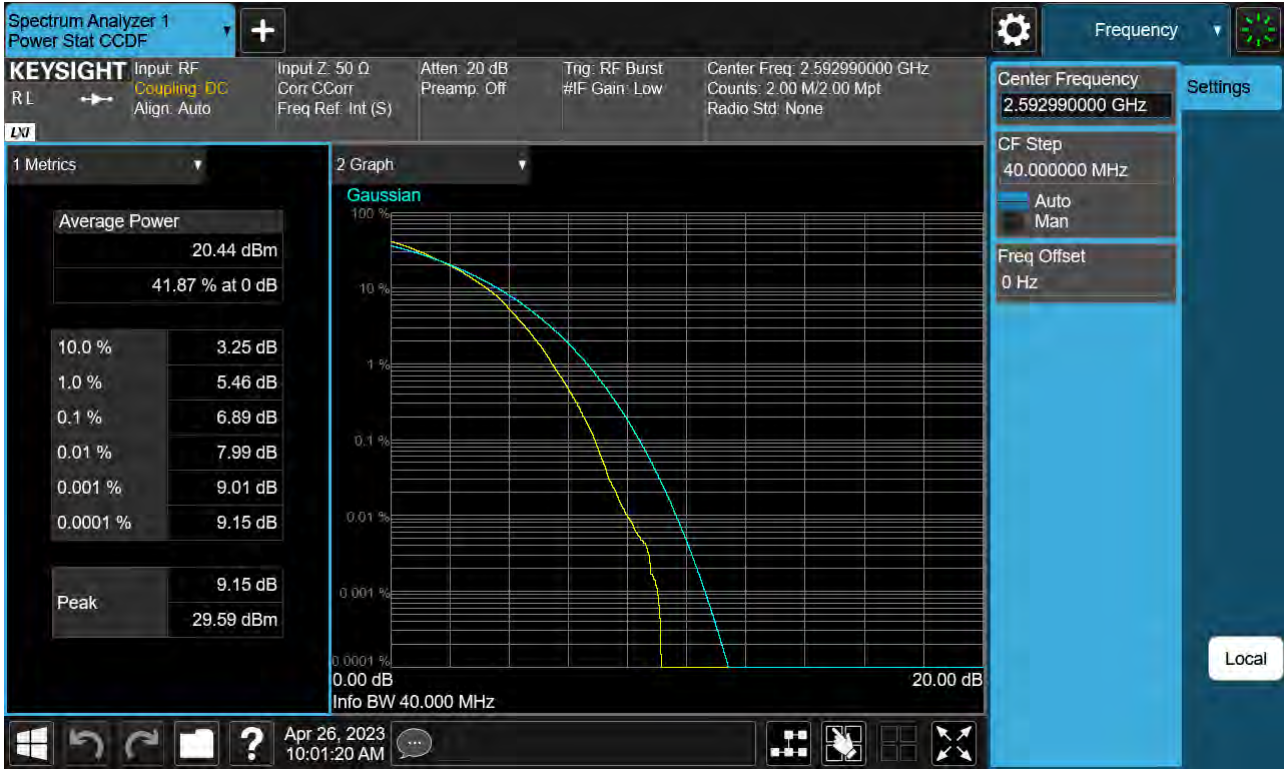 Spectrum Analyzer 1
Power Stat CCDF
+
Frequency
KEYSIGHT
RL
LXI
Input: RF
Coupling: DC
Align: Auto
Input Z: 50 Ω
Corr CCorr
Freq Ref: Int (S)
Atten: 20 dB
Preamp: Off
Trig: RF Burst
#IF Gain: Low
Center Freq: 2.592990000 GHz
Counts: 2.00 M/2.00 Mpt
Radio Std: None
Center Frequency
2.592990000 GHz
Settings
CF Step
40.000000 MHz
Auto
Man
Freq Offset
0 Hz
1 Metrics
Average Power
20.44 dBm
41.87 % at 0 dB
10.0 % 3.25 dB
1.0 % 5.46 dB
0.1 % 6.89 dB
0.01 % 7.99 dB
0.001 % 9.01 dB
0.0001 % 9.15 dB
Peak
9.15 dB
29.59 dBm
2 Graph
Gaussian
100 %
10 %
1 %
0.1 %
0.01 %
0.001 %
0.0001 %
0.00 dB 20.00 dB
Info BW 40.000 MHz
Local
?
Apr 26, 2023
10:01:20 AM